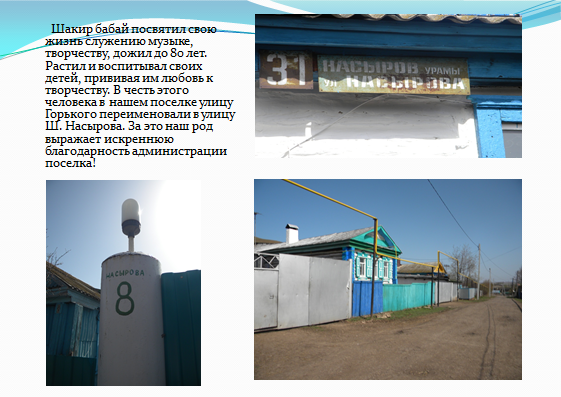 Шакир бабай посвятил свою
жизнь служению музыке,
творчеству, дожил до 80 лет.
Растил и воспитывал своих
детей, прививая им любовь к
творчеству. В честь этого
человека в нашем поселке улицу
Горького переименовали в улицу
Ш. Насырова. За это наш род
выражает искреннюю
благодарность администрации
поселка!
31 НАСЫРОВ УРАМЫ
УЛ НАСЫРОВА
НАСЫРОВА
8